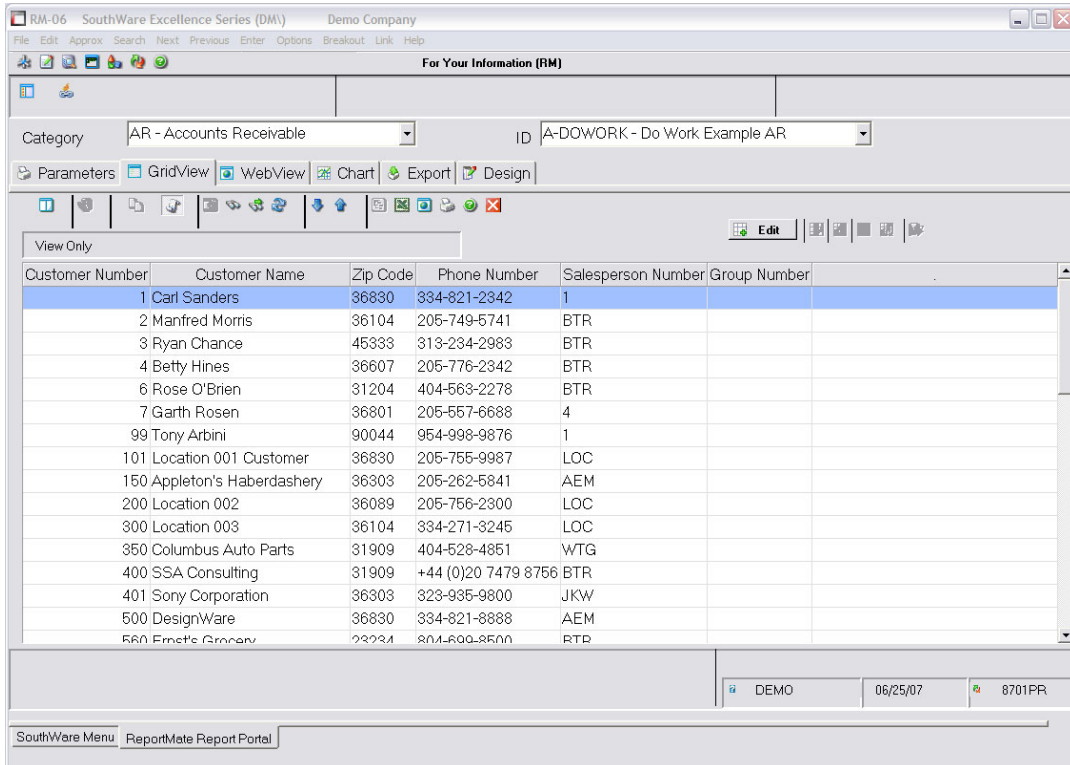 RM-06 SouthWare Excellence Series (DM\) Demo Company
File Edit Approx Search Next Previous Enter Options Breakout Link Help
For Your Information (RM)
Category AR - Accounts Receivable ID A-DOWORK - Do Work Example AR
Parameters GridView WebView Chart Export Design
Edit
View Only
Customer Number Customer Name Zip Code Phone Number Salesperson Number Group Number .
1 Carl Sanders 36830 334-821-2342 1
2 Manfred Morris 36104 205-749-5741 BTR
3 Ryan Chance 45333 313-234-2983 BTR
4 Betty Hines 36607 205-776-2342 BTR
6 Rose O'Brien 31204 404-563-2278 BTR
7 Garth Rosen 36801 205-557-6688 4
99 Tony Arbini 90044 954-998-9876 1
101 Location 001 Customer 36830 205-755-9987 LOC
150 Appleton's Haberdashery 36303 205-262-5841 AEM
200 Location 002 36089 205-756-2300 LOC
300 Location 003 36104 334-271-3245 LOC
350 Columbus Auto Parts 31909 404-528-4851 WTG
400 SSA Consulting 31909 +44 (0)20 7479 8756 BTR
401 Sony Corporation 36303 323-935-9800 JKW
500 DesignWare 36830 334-821-8888 AEM
560 Ernst's Grocery 23234 804-699-8500 BTR
DEMO 06/25/07 8701PR
SouthWare Menu ReportMate Report Portal